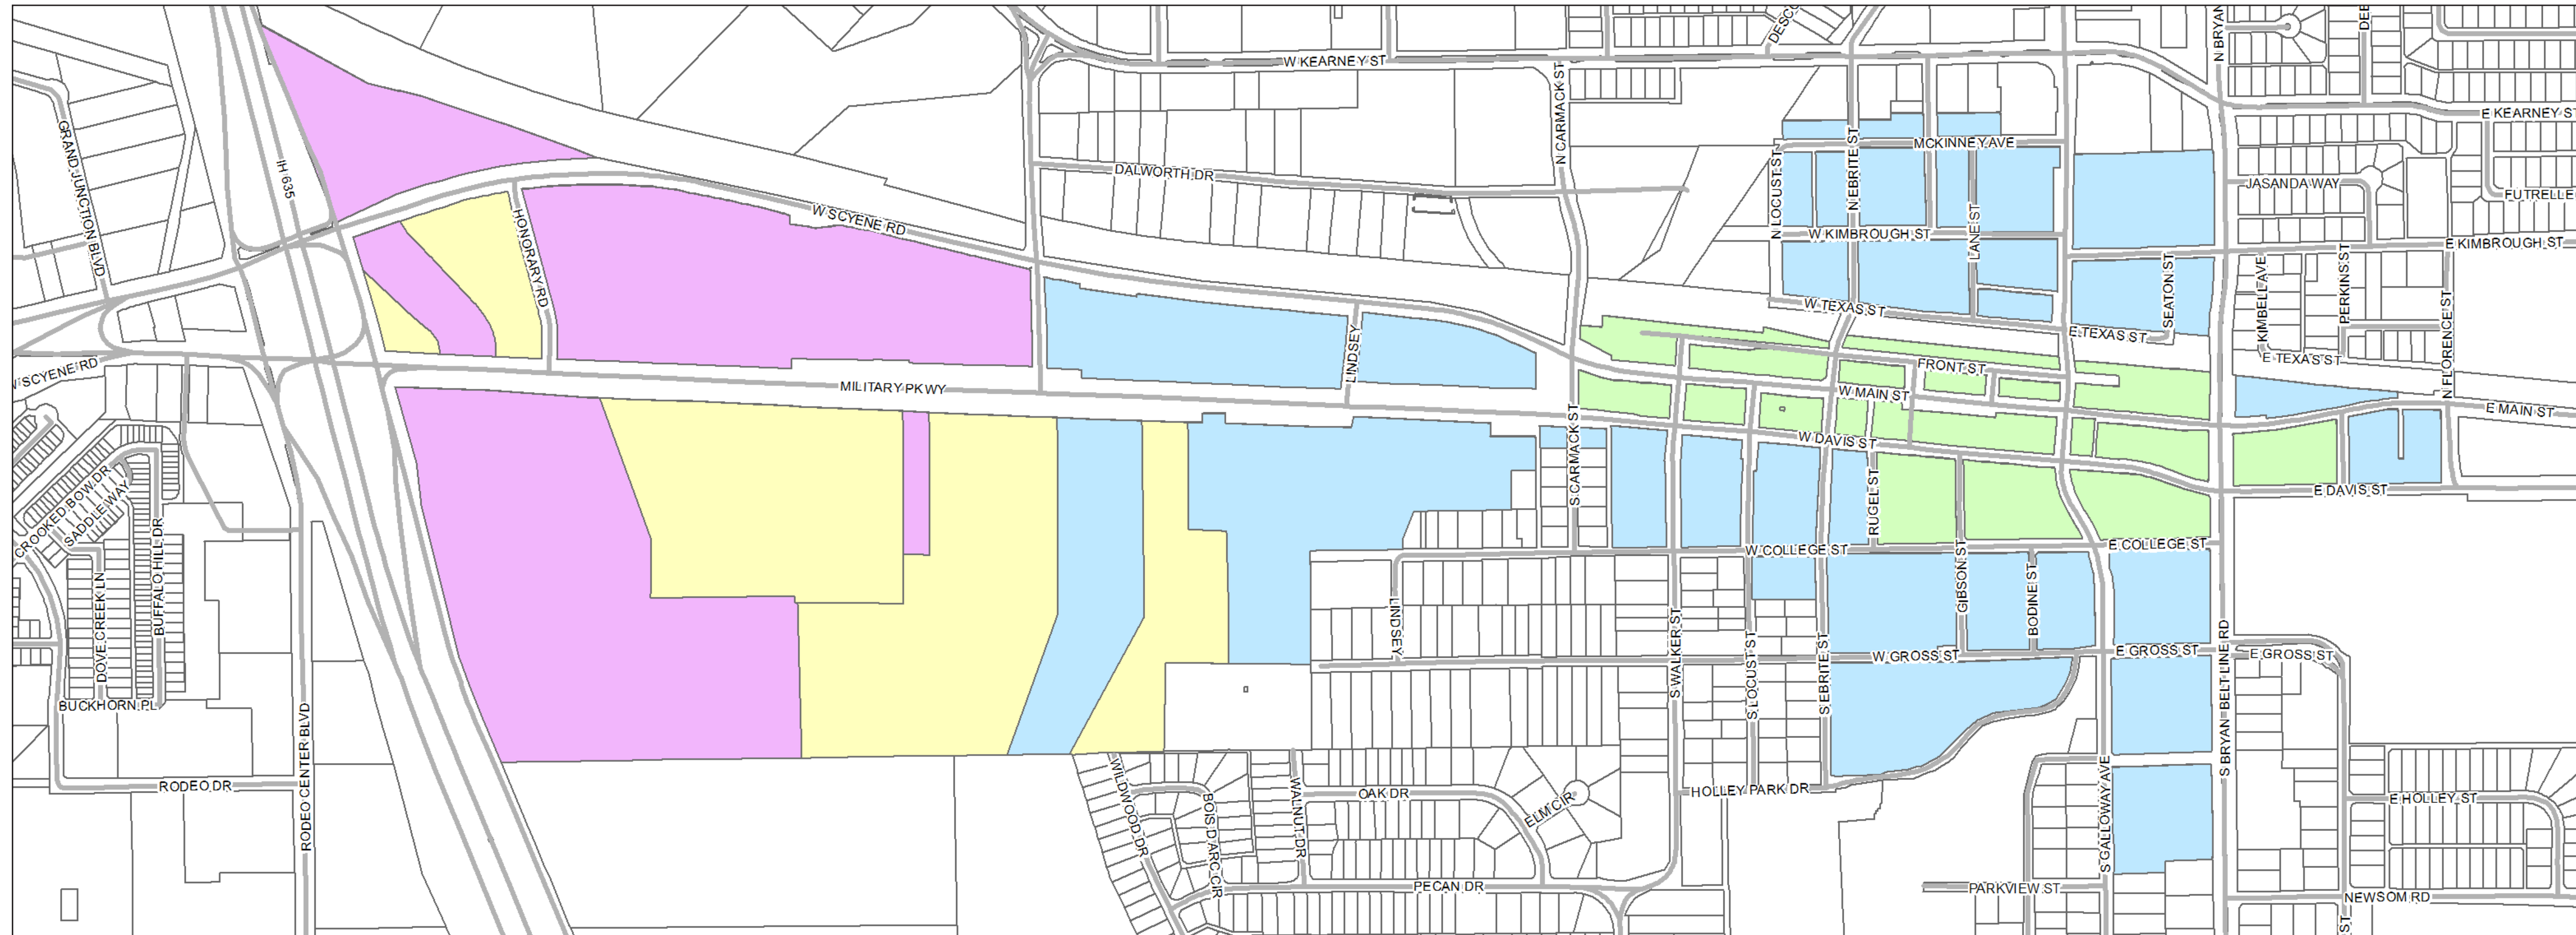 DESCO
N BRYAN
DEE
W KEARNEY ST
N CARMACK ST
E KEARNEY ST
GRAND JUNCTION BLVD
IH 635
DALWORTH DR
N LOCUST ST
N EBRITE ST
MCKINNEY AVE
JASANDA WAY
FUTRELLE
HONORARY RD
W SCYENE RD
W KIMBROUGH ST
LANE ST
E KIMBROUGH ST
SEATON ST
KIMBELL AVE
PERKINS ST
N FLORENCE ST
W TEXAS ST
E TEXAS ST
E TEXAS ST
LINDSEY
FRONT ST
W SCYENE RD
MILITARY PKWY
W MAIN ST
E MAIN ST
S CARMACK ST
W DAVIS ST
RUGEL ST
E DAVIS ST
CROOKED BOW DR
SADDLE WAY
BUFFALO HILL DR
DOVE CREEK LN
W COLLEGE ST
E COLLEGE ST
GIBSON ST
BODINE ST
LINDSEY
S WALKER ST
S LOCUST ST
S EBRITE ST
W GROSS ST
E GROSS ST
E GROSS ST
S BRYAN-BELT LINE RD
BUCKHORN PL
RODEO CENTER BLVD
RODEO DR
WILDWOOD DR
BOIS D ARC CIR
WALNUT DR
OAK DR
ELM CIR
HOLLEY PARK DR
S GALLOWAY AVE
E HOLLEY ST
PECAN DR
PARKVIEW ST
NEWSOM RD
ST